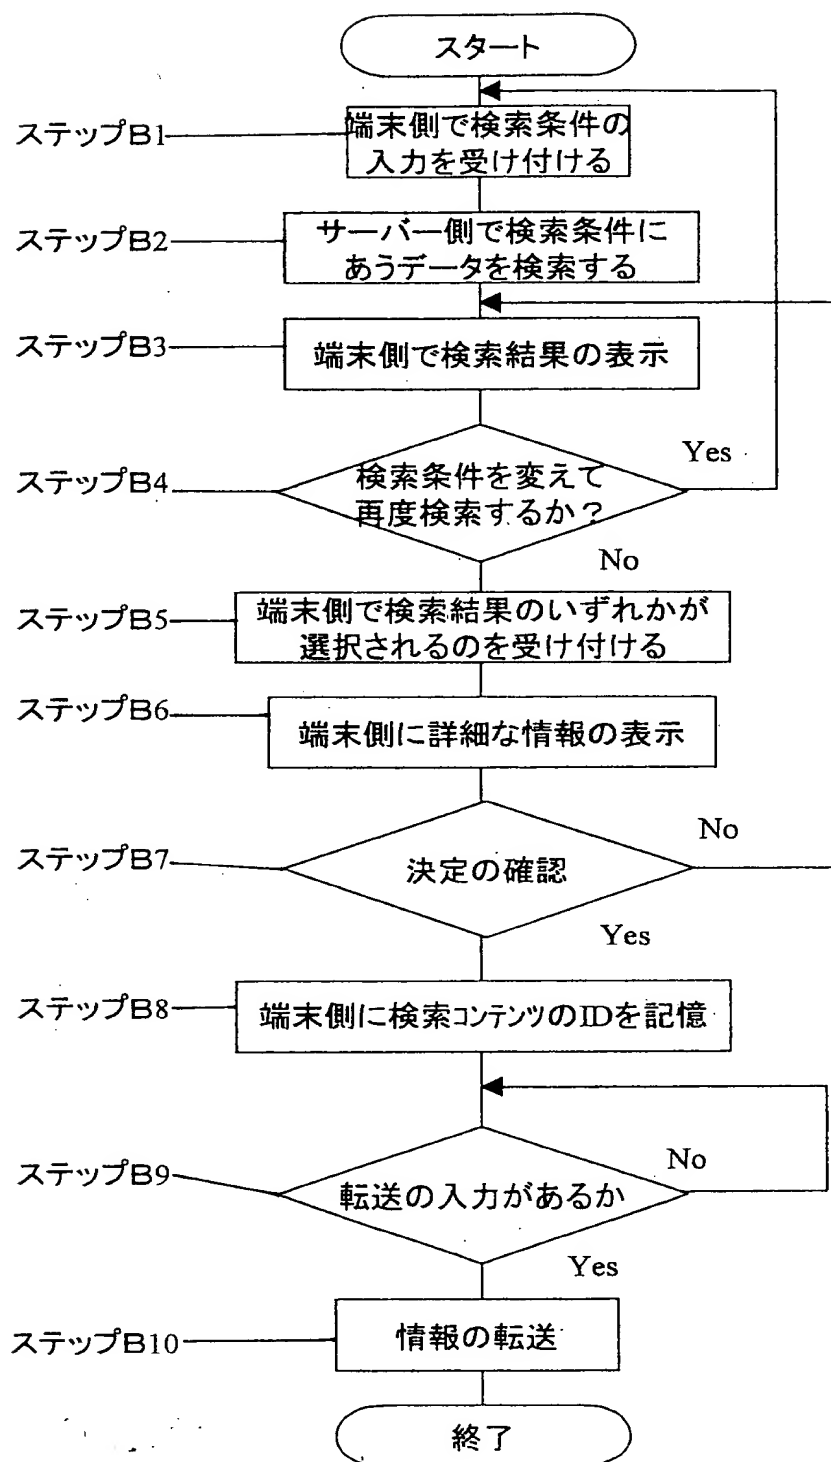 スタート
ステップB1
端末側で検索条件の
入力を受け付ける
ステップB2
サーバー側で検索条件に
あうデータを検索する
ステップB3
端末側で検索結果の表示
ステップB4
検索条件を変えて
再度検索するか?
Yes
No
ステップB5
端末側で検索結果のいずれかが
選択されるのを受け付ける
ステップB6
端末側に詳細な情報の表示
ステップB7
決定の確認
No
Yes
ステップB8
端末側に検索コンテンツのIDを記憶
ステップB9
転送の入力があるか
No
Yes
ステップB10
情報の転送
終了